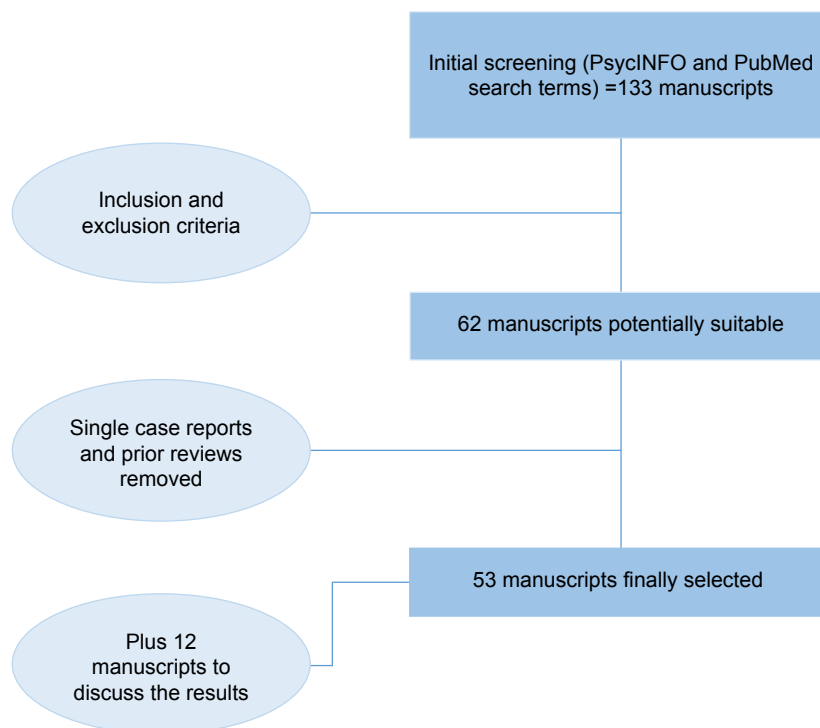 Initial screening (PsycINFO and PubMed
search terms) =133 manuscripts
Inclusion and
exclusion criteria
62 manuscripts potentially suitable
Single case reports
and prior reviews
removed
53 manuscripts finally selected
Plus 12
manuscripts to
discuss the results